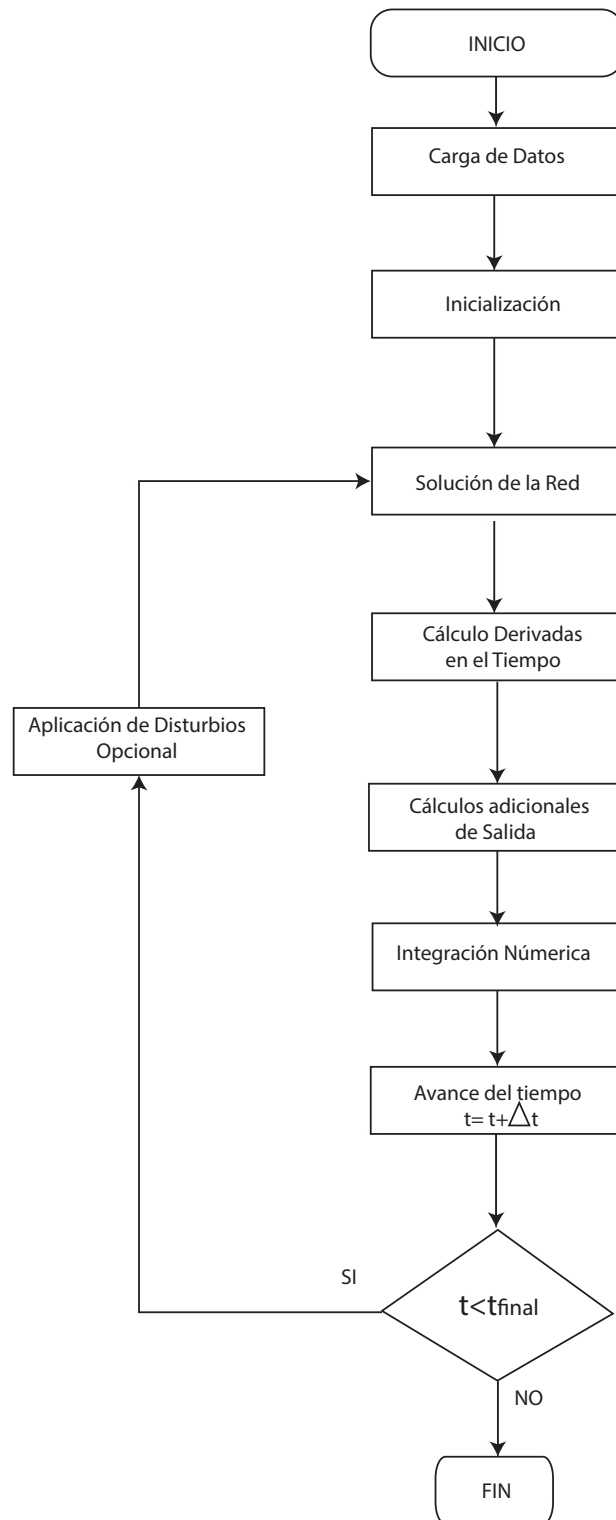 INICIO
Carga de Datos
Inicialización
Solución de la Red
Cálculo Derivadas
en el Tiempo
Aplicación de Disturbios
Opcional
Cálculos adicionales
de Salida
Integración Númerica
Avance del tiempo
t= t+△t
SI
t<tfinal
NO
FIN